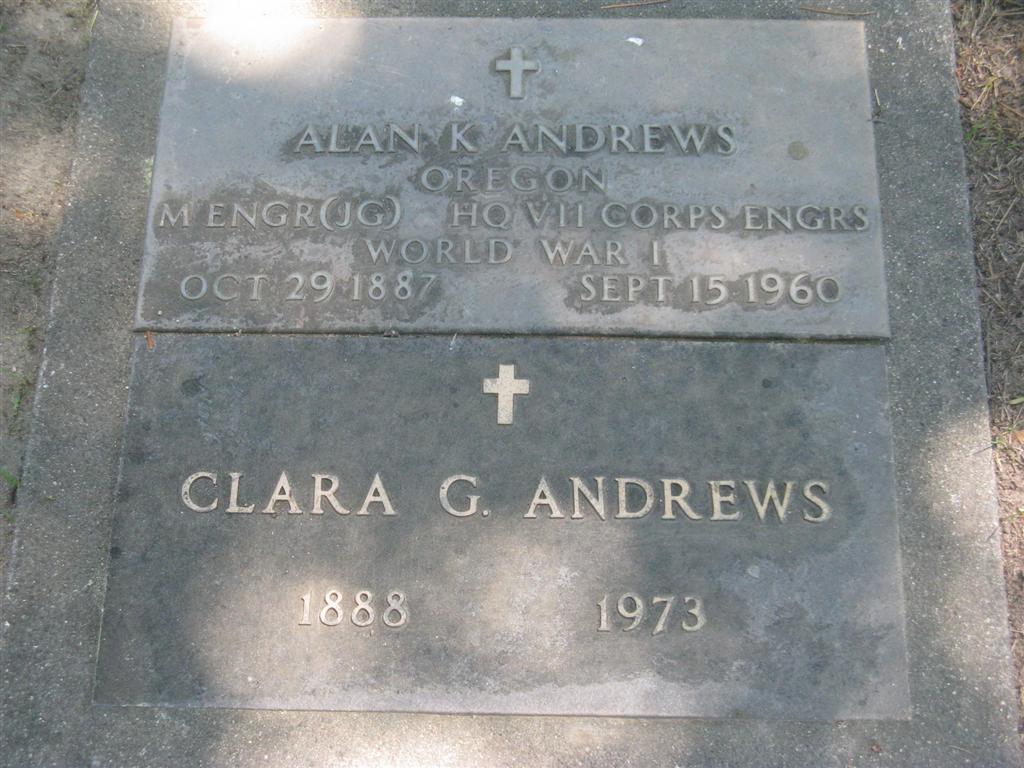 ALAN K ANDREWS
OREGON
M ENGR(JG) HQ VII CORPS ENGRS
WORLD WAR I
OCT 29 1887 SEPT 15 1960
CLARA G. ANDREWS
1888 1973